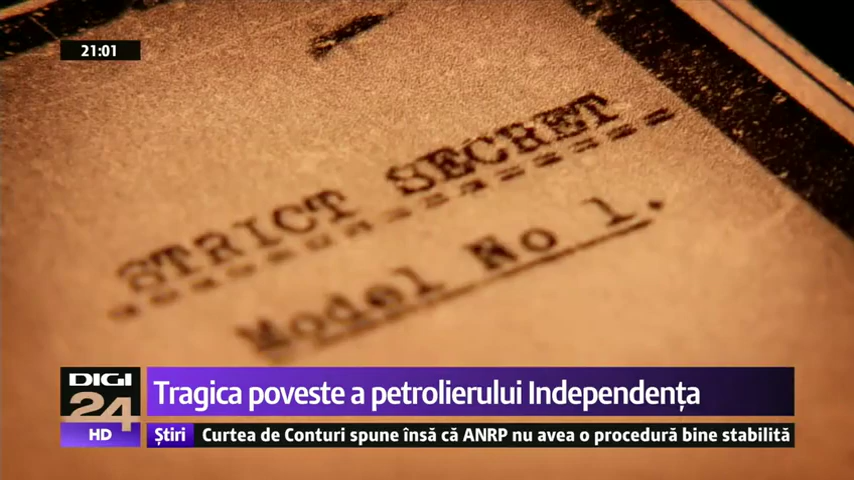 21:01
STRICT SECRET
Model No 1.
DIGI
24
HD
Tragica poveste a petrolierului Independența
Știri
Curtea de Conturi spune însă că ANRP nu avea o procedură bine stabilită